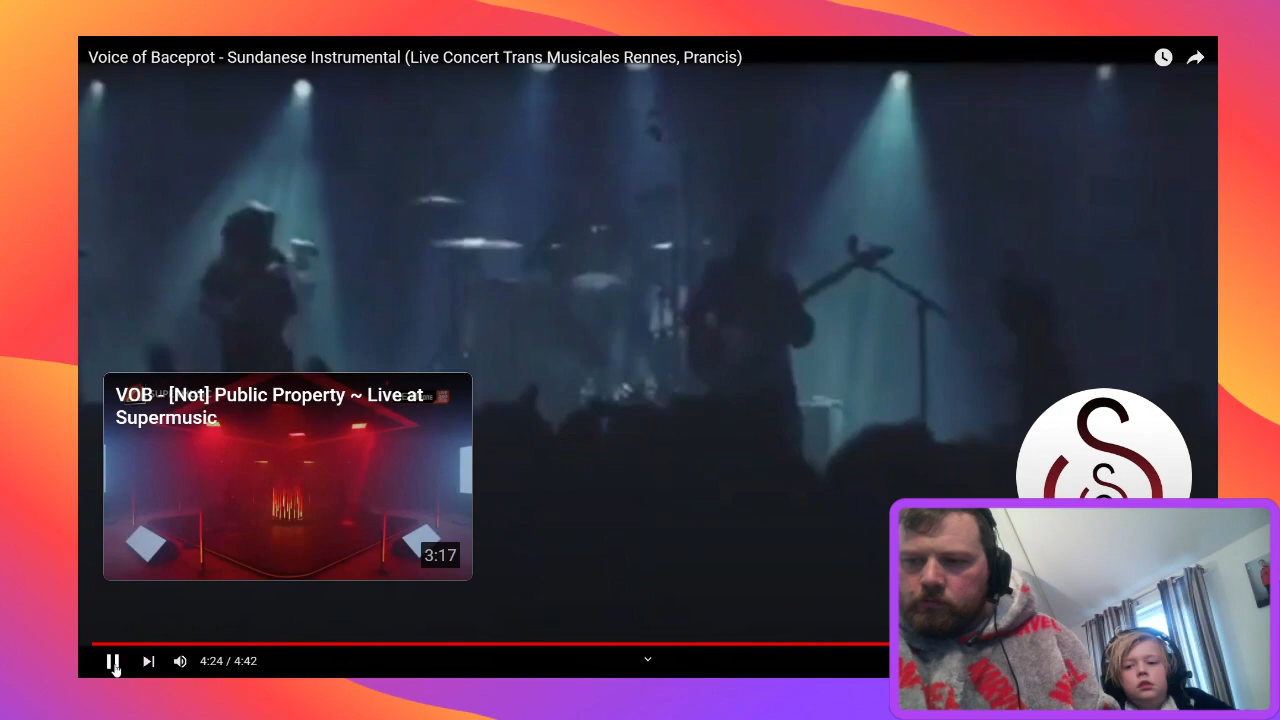 Voice of Baceprot - Sundanese Instrumental (Live Concert Trans Musicales Rennes, Prancis)
VOB - [Not] Public Property ~ Live at
Supermusic
3:17
4:24 / 4:42
MARVEL